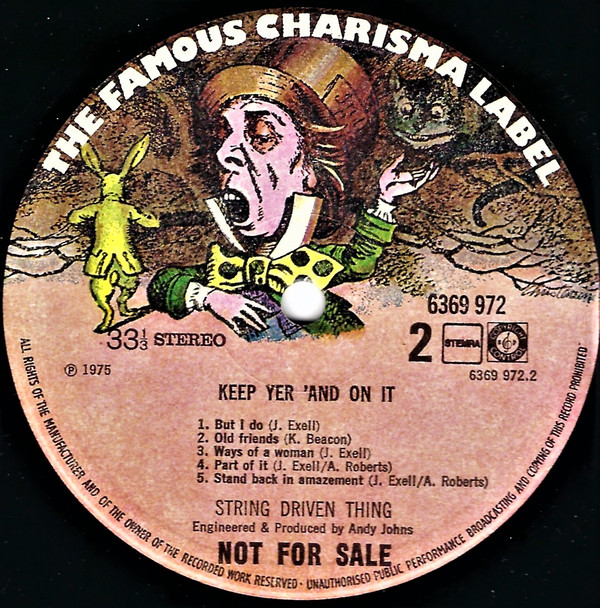 THE FAMOUS CHARISMA LABEL
6369 972
33⅓ STEREO
2
STEMRA
℗ 1975
6369 972.2
KEEP YER 'AND ON IT
1. But I do (J. Exell)
2. Old friends (K. Beacon)
3. Ways of a woman (J. Exell)
4. Part of it (J. Exell/A. Roberts)
5. Stand back in amazement (J. Exell/A. Roberts)
STRING DRIVEN THING
Engineered & Produced by Andy Johns
NOT FOR SALE
ALL RIGHTS OF THE MANUFACTURER AND OF THE OWNER OF THE RECORDED WORK RESERVED · UNAUTHORISED PUBLIC PERFORMANCE BROADCASTING AND COPYING OF THIS RECORD PROHIBITED